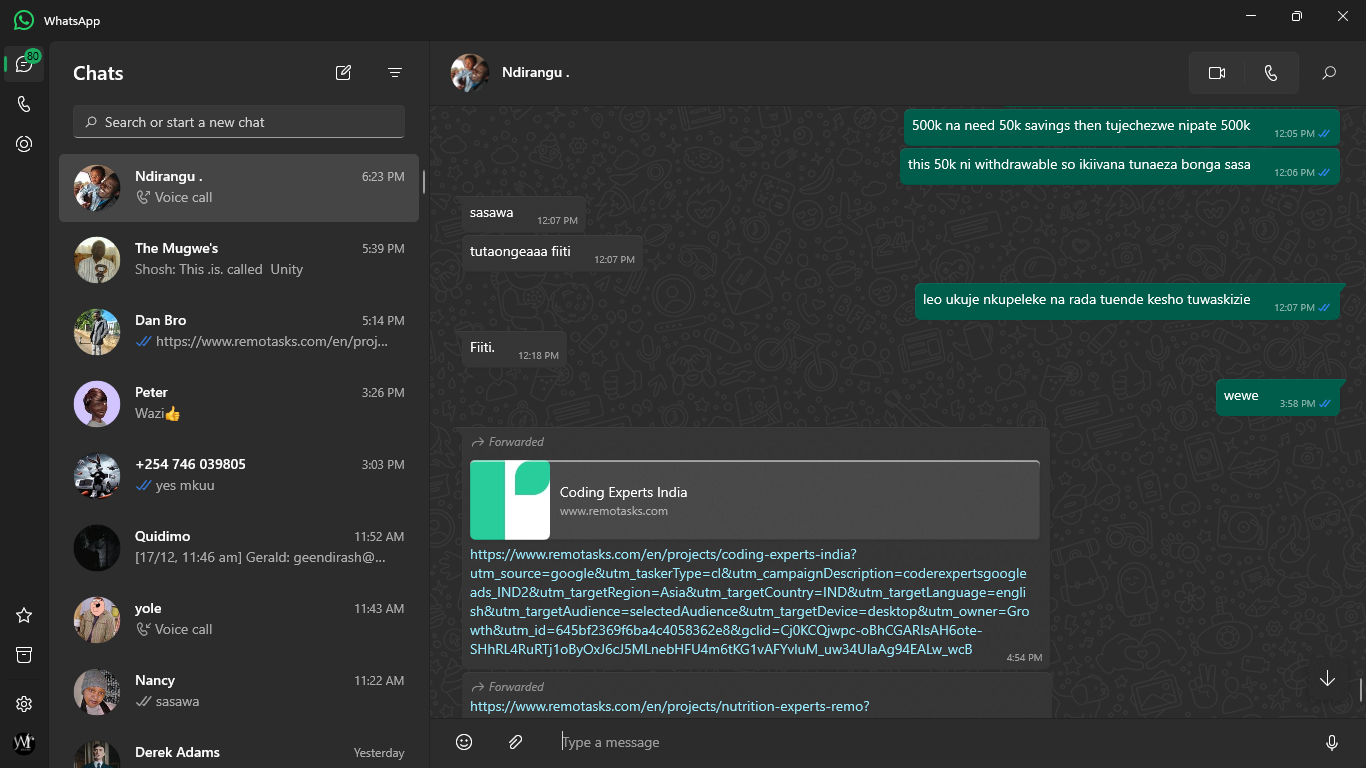 WhatsApp
80
Chats
Search or start a new chat
Ndirangu .
6:23 PM
Voice call
The Mugwe's
5:39 PM
Shosh: This .is. called Unity
Dan Bro
5:14 PM
https://www.remotasks.com/en/proj...
Peter
3:26 PM
Wazi👍
+254 746 039805
3:03 PM
yes mkuu
Quidimo
11:52 AM
[17/12, 11:46 am] Gerald: geendirash@...
yole
11:43 AM
Voice call
Nancy
11:22 AM
sasawa
Derek Adams
Yesterday
Ndirangu .
500k na need 50k savings then tujechezwe nipate 500k
12:05 PM
this 50k ni withdrawable so ikiivana tunaeza bonga sasa
12:06 PM
sasawa
12:07 PM
tutaongeaaa fiiti
12:07 PM
leo ukuje nkupeleke na rada tuende kesho tuwaskizie
12:07 PM
Fiiti.
12:18 PM
wewe
3:58 PM
Forwarded
Coding Experts India
www.remotasks.com
https://www.remotasks.com/en/projects/coding-experts-india?
utm_source=google&utm_taskerType=cl&utm_campaignDescription=coderexpertsgoogle
ads_IND2&utm_targetRegion=Asia&utm_targetCountry=IND&utm_targetLanguage=engli
sh&utm_targetAudience=selectedAudience&utm_targetDevice=desktop&utm_owner=Gro
wth&utm_id=645bf2369f6ba4c4058362e8&gclid=Cj0KCQjwpc-oBhCGARIsAH6ote-
SHhRL4RuRTj1oByOxJ6cJ5MLnebHFU4m6tKG1vAFYvluM_uw34UlaAg94EALw_wcB
4:54 PM
Forwarded
https://www.remotasks.com/en/projects/nutrition-experts-remo?
Type a message